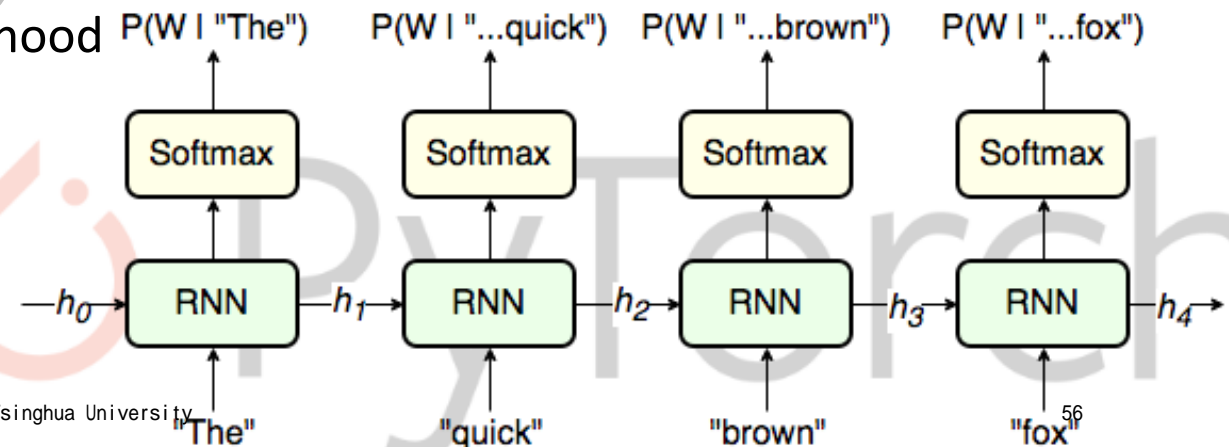 hood P(W | "The") P(W | "...quick") P(W | "...brown") P(W | "...fox")
Softmax Softmax Softmax Softmax
PyTorch
h0 RNN h1 RNN h2 RNN h3 RNN h4
singhua University 56
"The" "quick" "brown" "fox"